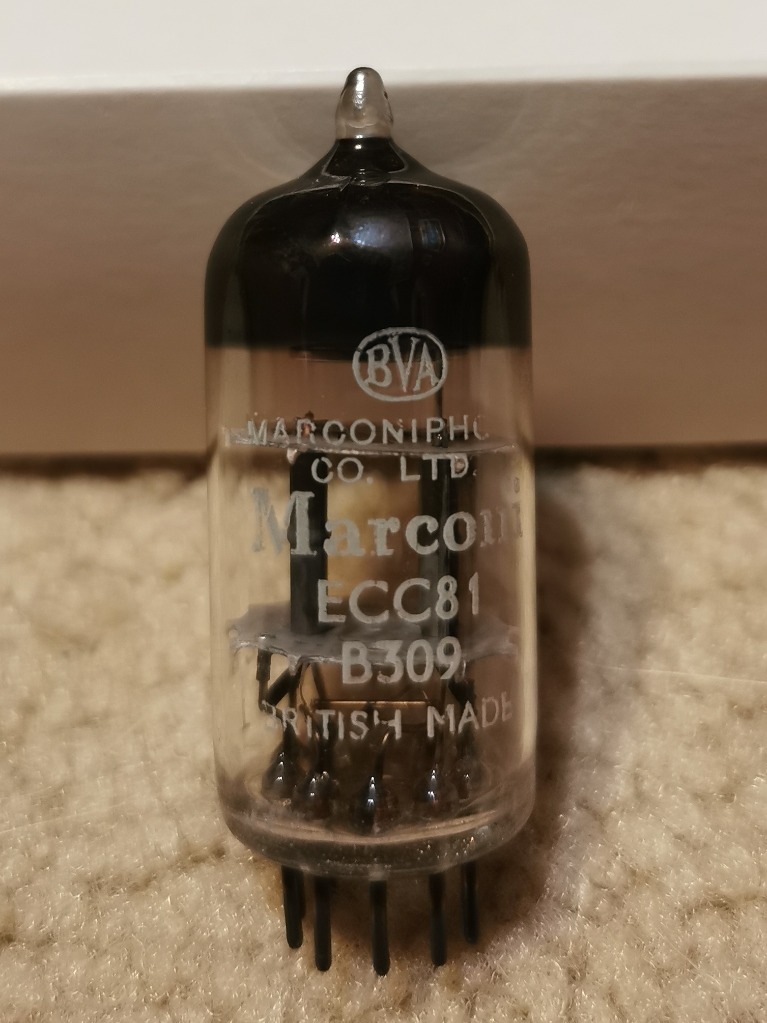 BVA
MARCONIPHO
CO. LTD.
Marconi
ECC81
B309
BRITISH MADE